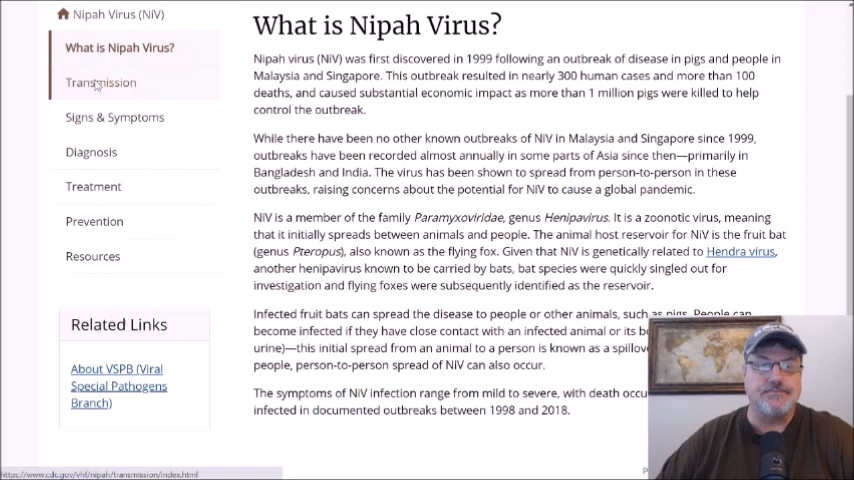 Nipah Virus (NiV)
What is Nipah Virus?
Transmission
Signs & Symptoms
Diagnosis
Treatment
Prevention
Resources
Related Links
About VSPB (Viral
Special Pathogens
Branch)
What is Nipah Virus?
Nipah virus (NiV) was first discovered in 1999 following an outbreak of disease in pigs and people in
Malaysia and Singapore. This outbreak resulted in nearly 300 human cases and more than 100
deaths, and caused substantial economic impact as more than 1 million pigs were killed to help
control the outbreak.
While there have been no other known outbreaks of NiV in Malaysia and Singapore since 1999,
outbreaks have been recorded almost annually in some parts of Asia since then—primarily in
Bangladesh and India. The virus has been shown to spread from person-to-person in these
outbreaks, raising concerns about the potential for NiV to cause a global pandemic.
NiV is a member of the family Paramyxoviridae, genus Henipavirus. It is a zoonotic virus, meaning
that it initially spreads between animals and people. The animal host reservoir for NiV is the fruit bat
(genus Pteropus), also known as the flying fox. Given that NiV is genetically related to Hendra virus,
another henipavirus known to be carried by bats, bat species were quickly singled out for
investigation and flying foxes were subsequently identified as the reservoir.
Infected fruit bats can spread the disease to people or other animals, such as pigs. People can
become infected if they have close contact with an infected animal or its
urine)—this initial spread from an animal to a person is known as a
people, person-to-person spread of NiV can also occur.
The symptoms of NiV infection range from mild to severe, with death
infected in documented outbreaks between 1998 and 2018.
https://www.cdc.gov/vhf/nipah/transmission/index.html